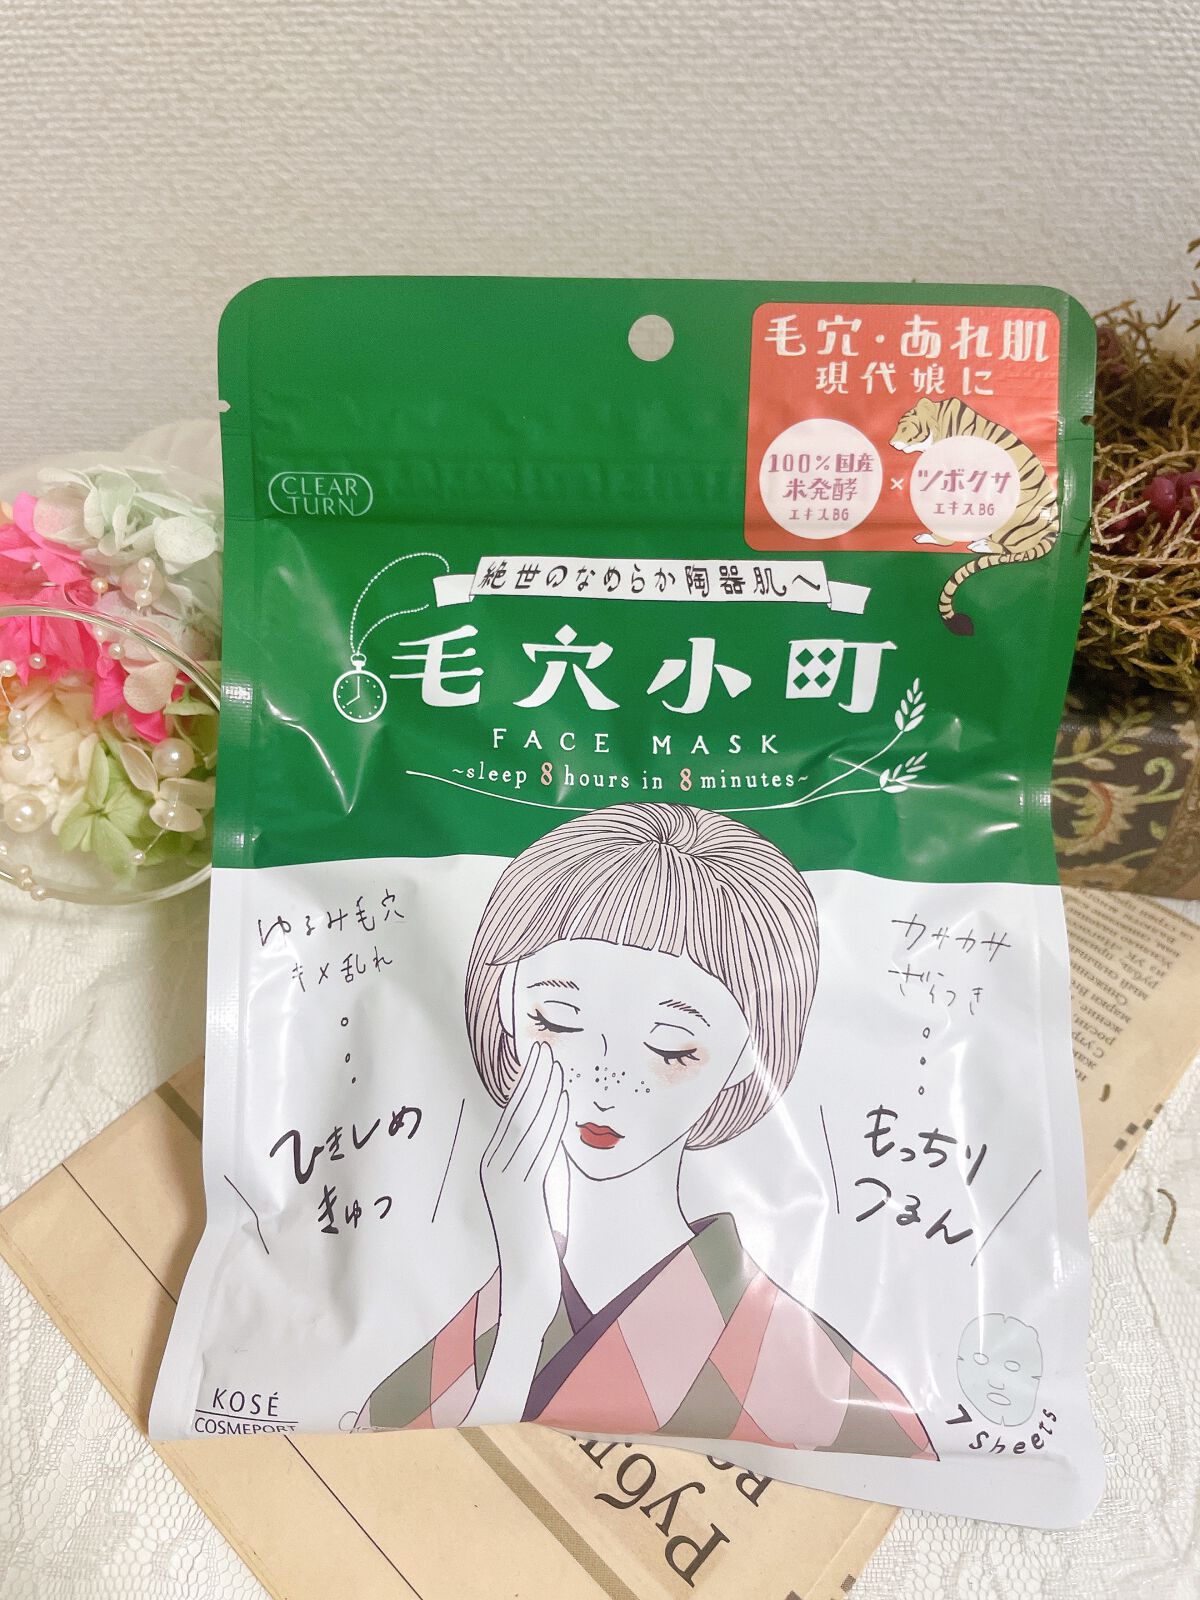 毛穴・あれ肌
現代娘に
100%国産
米発酵
エキスBG
×
ツボクサ
エキスBG
CICA
CLEAR
TURN
絶世のなめらか陶器肌へ
毛穴小町
FACE MASK
~sleep 8 hours in 8 minutes~
ゆるみ毛穴
キメ乱れ
ひきしめ
きゅっ
カサカサ
ざらつき
もっちり
つるん
7 Sheets
KOSÉ
COSMEPORT